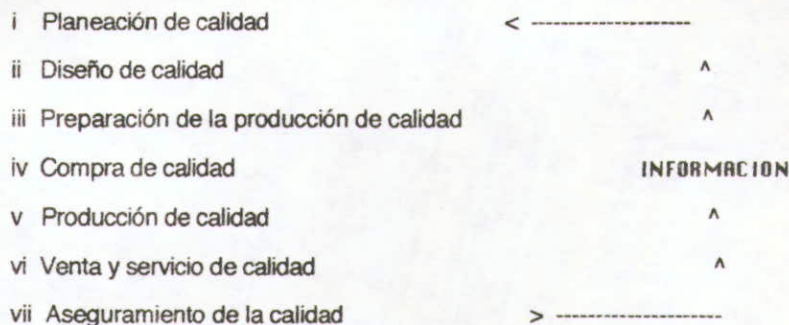 i Planeación de calidad < --------------------
ii Diseño de calidad ^
iii Preparación de la producción de calidad ^
iv Compra de calidad INFORMACION
v Producción de calidad ^
vi Venta y servicio de calidad ^
vii Aseguramiento de la calidad > ---------------------